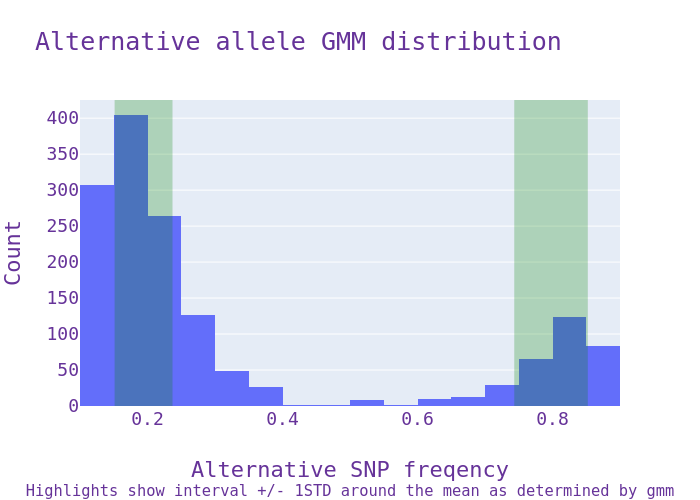 Alternative allele GMM distribution
400
350
300
250
200
150
100
50
0
Count
0.2 0.4 0.6 0.8
Alternative SNP freqency
Highlights show interval +/- 1STD around the mean as determined by gmm